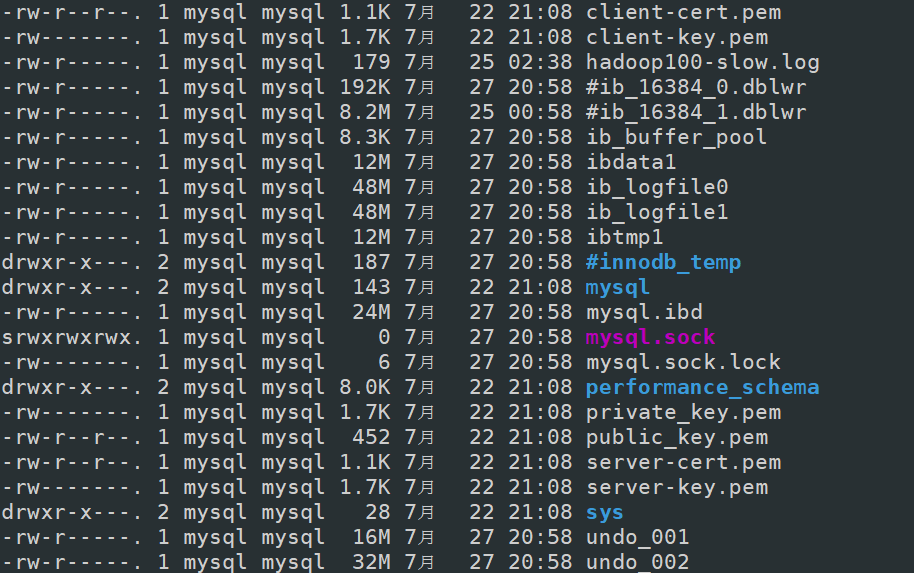 -rw-r--r--. 1 mysql mysql 1.1K 7月  22 21:08 client-cert.pem
-rw-------. 1 mysql mysql 1.7K 7月  22 21:08 client-key.pem
-rw-r-----. 1 mysql mysql  179 7月  25 02:38 hadoop100-slow.log
-rw-r-----. 1 mysql mysql 192K 7月  27 20:58 #ib_16384_0.dblwr
-rw-r-----. 1 mysql mysql 8.2M 7月  25 00:58 #ib_16384_1.dblwr
-rw-r-----. 1 mysql mysql 8.3K 7月  27 20:58 ib_buffer_pool
-rw-r-----. 1 mysql mysql  12M 7月  27 20:58 ibdata1
-rw-r-----. 1 mysql mysql  48M 7月  27 20:58 ib_logfile0
-rw-r-----. 1 mysql mysql  48M 7月  27 20:58 ib_logfile1
-rw-r-----. 1 mysql mysql  12M 7月  27 20:58 ibtmp1
drwxr-x---. 2 mysql mysql  187 7月  27 20:58 #innodb_temp
drwxr-x---. 2 mysql mysql  143 7月  22 21:08 mysql
-rw-r-----. 1 mysql mysql  24M 7月  27 20:58 mysql.ibd
srwxrwxrwx. 1 mysql mysql    0 7月  27 20:58 mysql.sock
-rw-------. 1 mysql mysql    6 7月  27 20:58 mysql.sock.lock
drwxr-x---. 2 mysql mysql 8.0K 7月  22 21:08 performance_schema
-rw-------. 1 mysql mysql 1.7K 7月  22 21:08 private_key.pem
-rw-r--r--. 1 mysql mysql  452 7月  22 21:08 public_key.pem
-rw-r--r--. 1 mysql mysql 1.1K 7月  22 21:08 server-cert.pem
-rw-------. 1 mysql mysql 1.7K 7月  22 21:08 server-key.pem
drwxr-x---. 2 mysql mysql   28 7月  22 21:08 sys
-rw-r-----. 1 mysql mysql  16M 7月  27 20:58 undo_001
-rw-r-----. 1 mysql mysql  32M 7月  27 20:58 undo_002